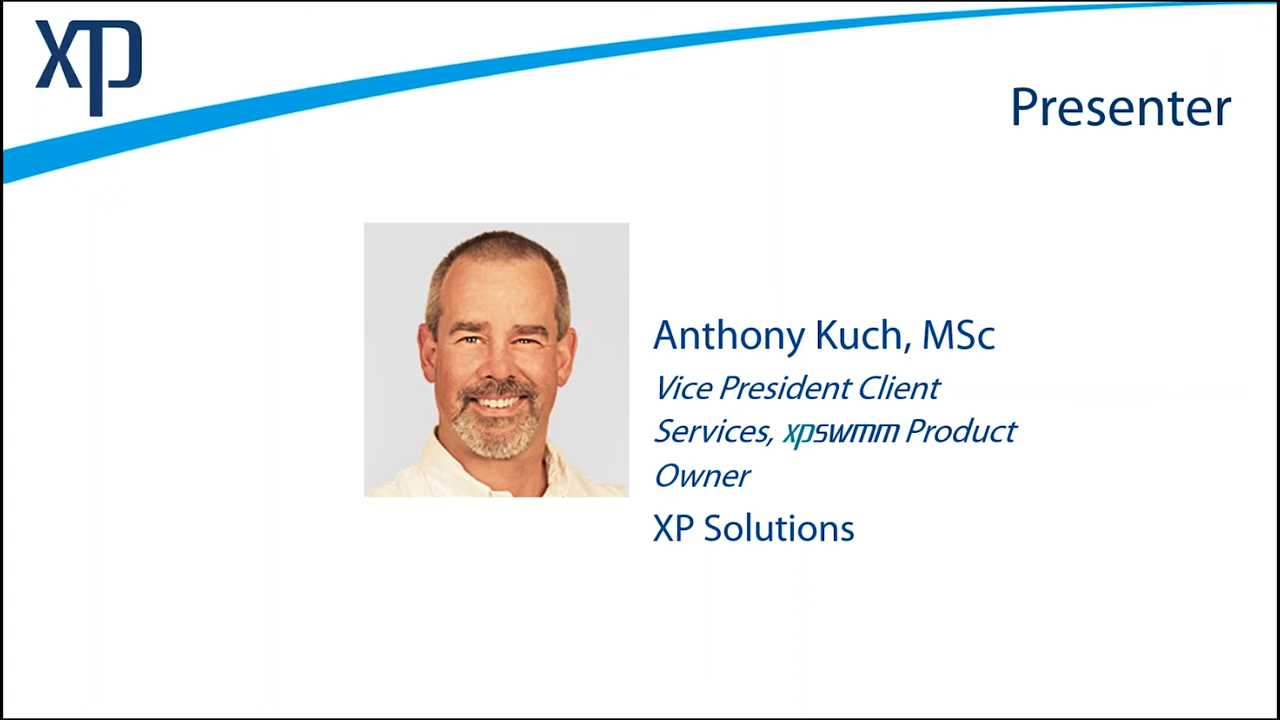 xp
Presenter
Anthony Kuch, MSc
Vice President Client
Services, xpswmm Product
Owner
XP Solutions